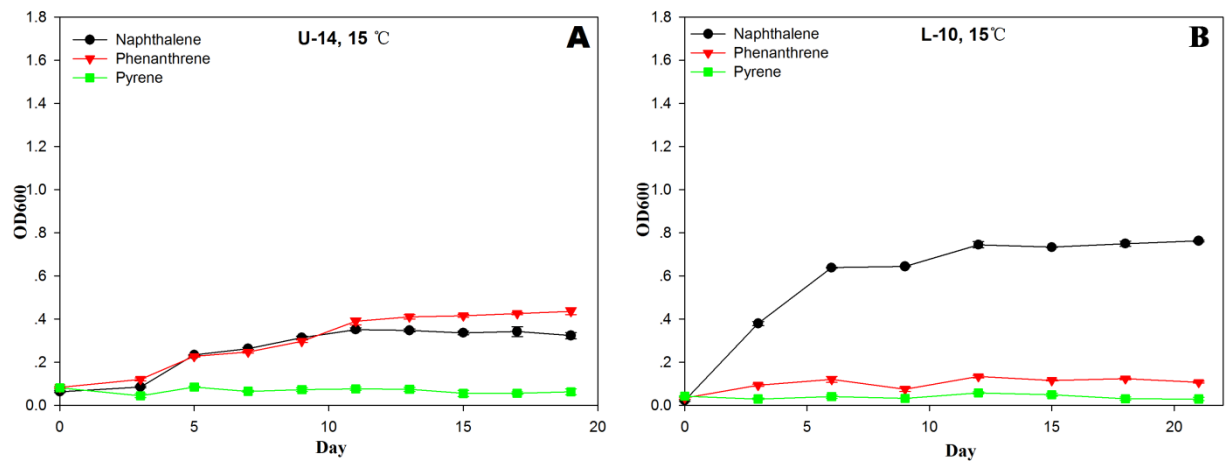 U-14, 15 ℃
A
Naphthalene
Phenanthrene
Pyrene
1.8
1.6
1.4
1.2
1.0
.8
.6
.4
.2
0.0
OD600
0
5
10
15
20
Day
L-10, 15℃
B
Naphthalene
Phenanthrene
Pyrene
1.8
1.6
1.4
1.2
1.0
.8
.6
.4
.2
0.0
OD600
0
5
10
15
20
Day